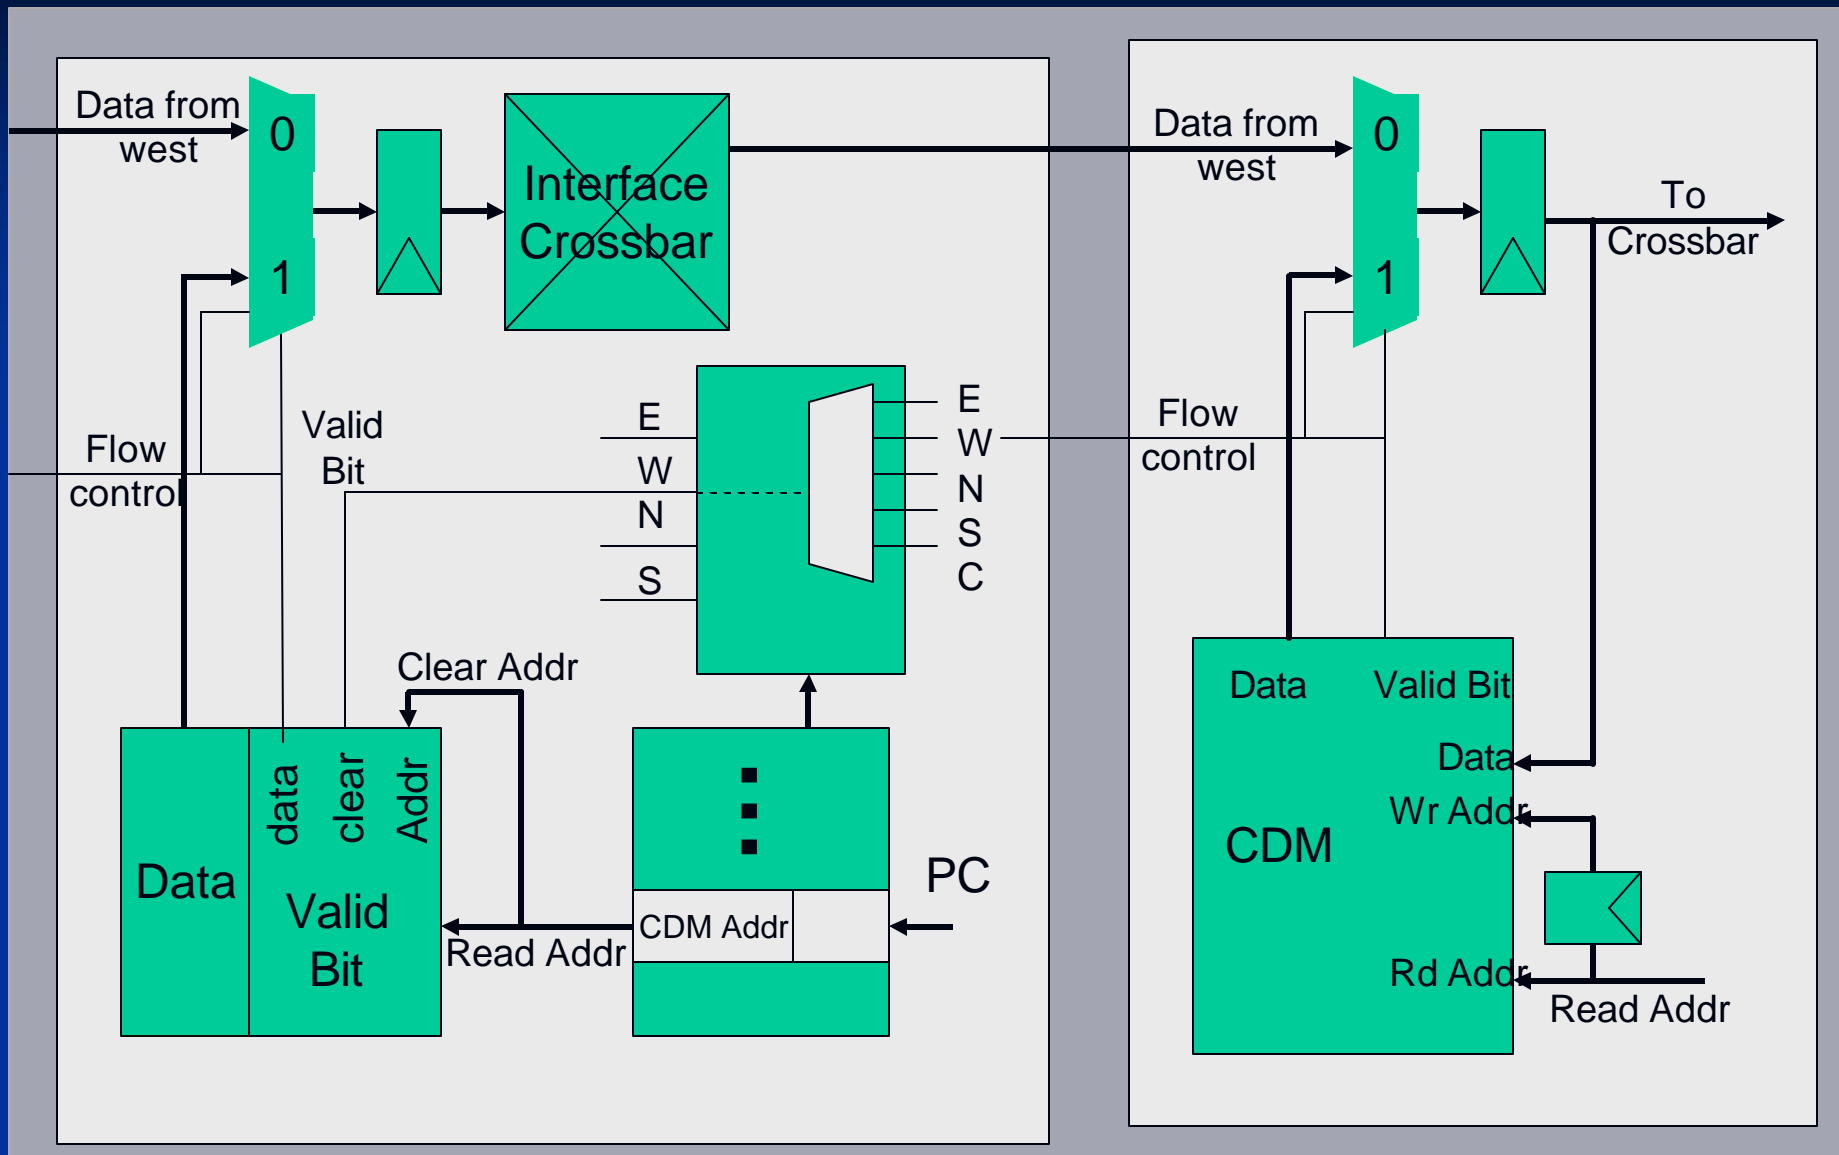 Data from
west
0
1
Interface
Crossbar
Flow
control
Valid
Bit
E
W
N
S
E
W
N
S
C
Clear Addr
data
clear
Addr
Data
Valid
Bit
Read Addr
CDM Addr
PC
Data from
west
0
1
To
Crossbar
Flow
control
Data
Valid Bit
Data
Wr Addr
CDM
Rd Addr
Read Addr